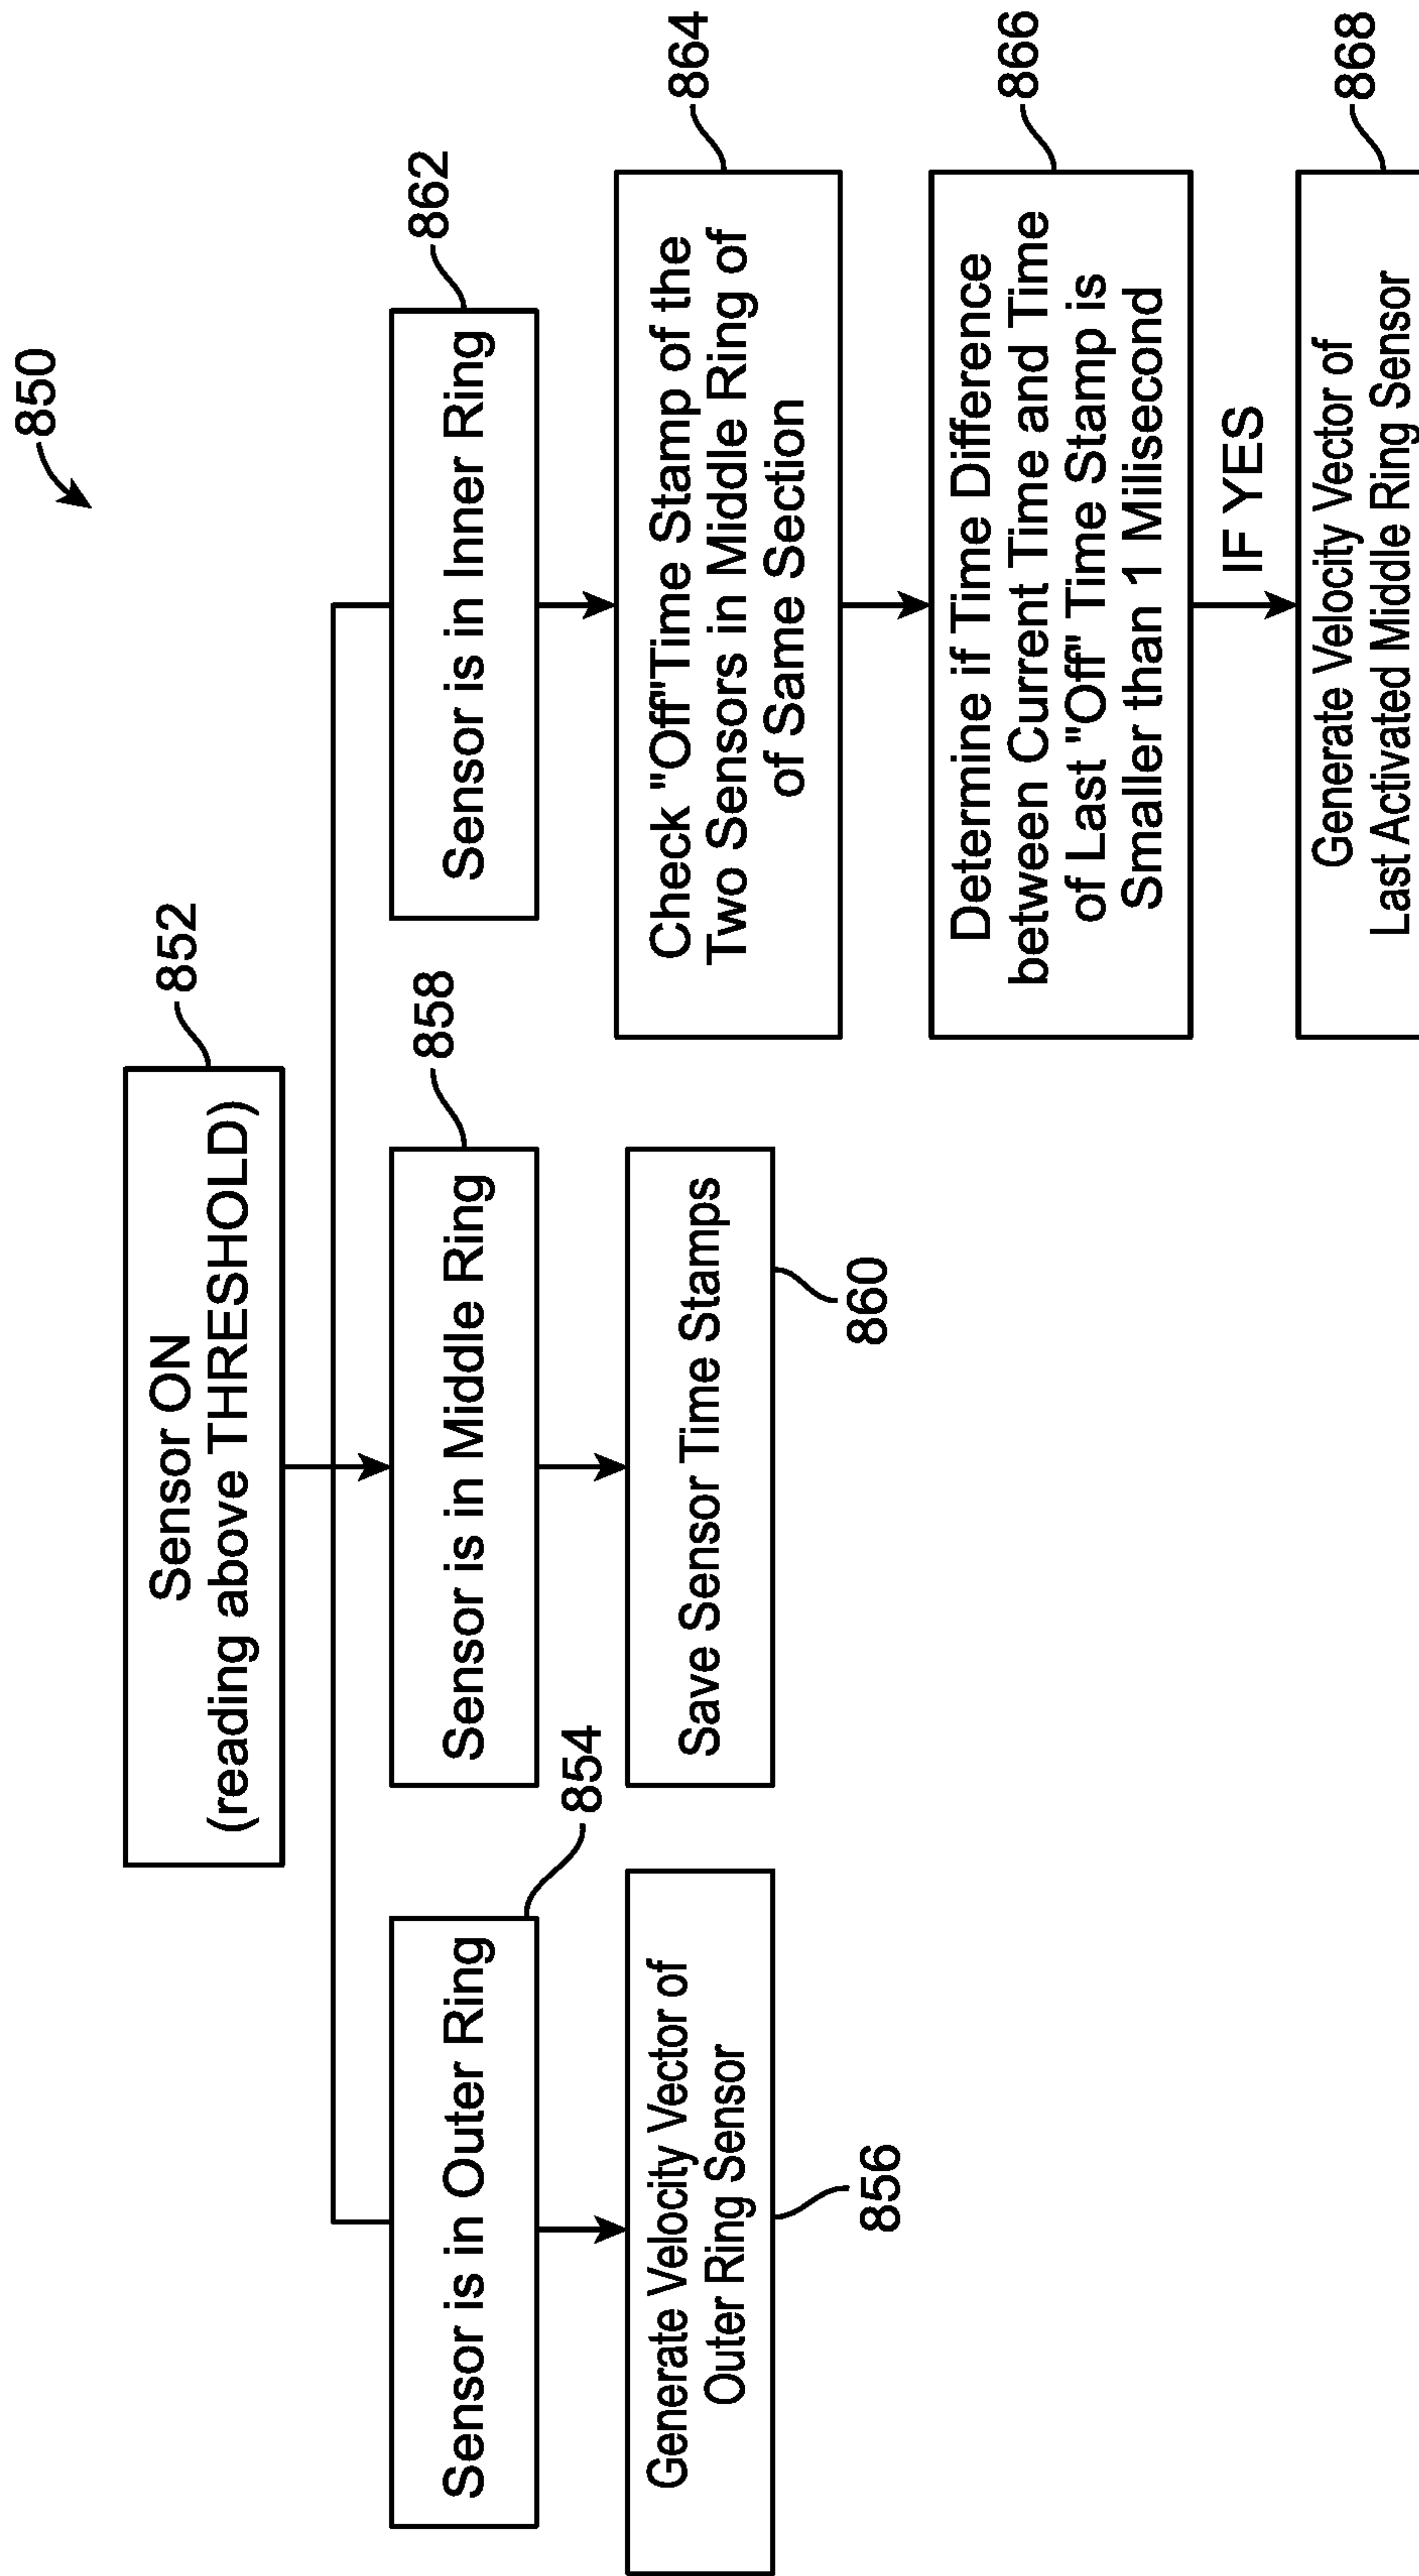 850
Sensor ON
(reading above THRESHOLD)
852
Sensor is in Outer Ring
854
Generate Velocity Vector of
Outer Ring Sensor
856
Sensor is in Middle Ring
858
Save Sensor Time Stamps
860
Sensor is in Inner Ring
862
Check "Off"Time Stamp of the
Two Sensors in Middle Ring of
of Same Section
864
Determine if Time Difference
between Current Time and Time
of Last "Off" Time Stamp is
Smaller than 1 Millisecond
866
IF YES
Generate Velocity Vector of
Last Activated Middle Ring Sensor
868